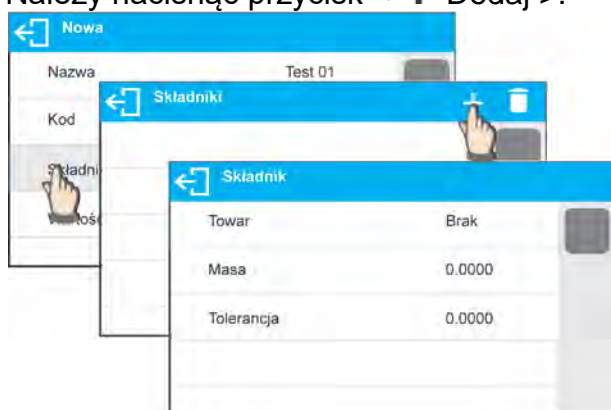 Należy nacisnąć przycisk < + Dodaj >.
Nowa
Nazwa Test 01
Kod
Składniki
Składnik
Towar Brak
Masa 0.0000
Tolerancja 0.0000